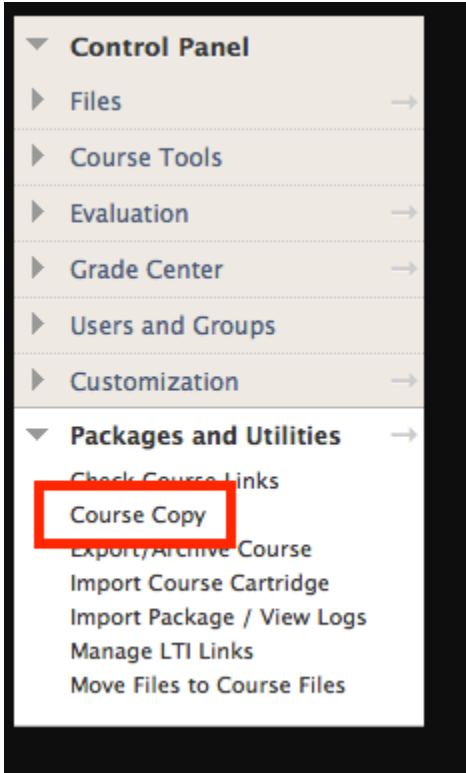 Control Panel
Files
Course Tools
Evaluation
Grade Center
Users and Groups
Customization
Packages and Utilities
Check Course Links
Course Copy
Export/Archive Course
Import Course Cartridge
Import Package / View Logs
Manage LTI Links
Move Files to Course Files